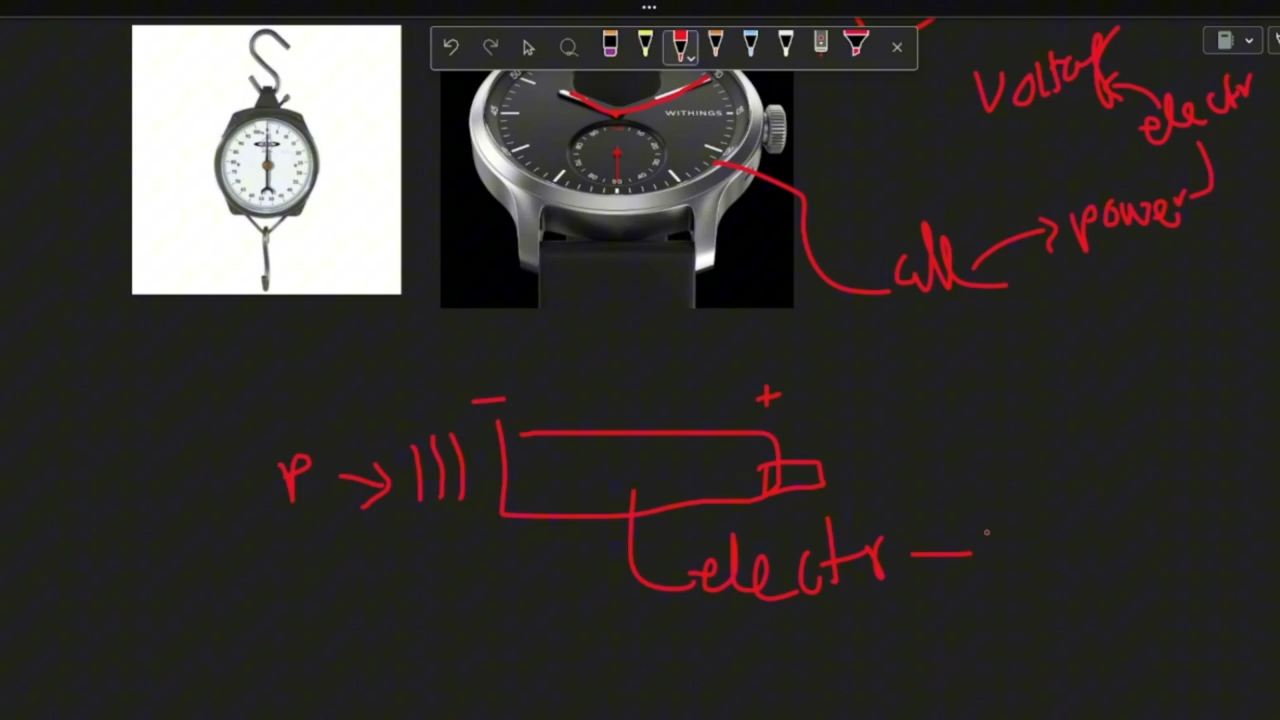 Voltag
electr
WITHINGS
cell
power
- +
P
electr —